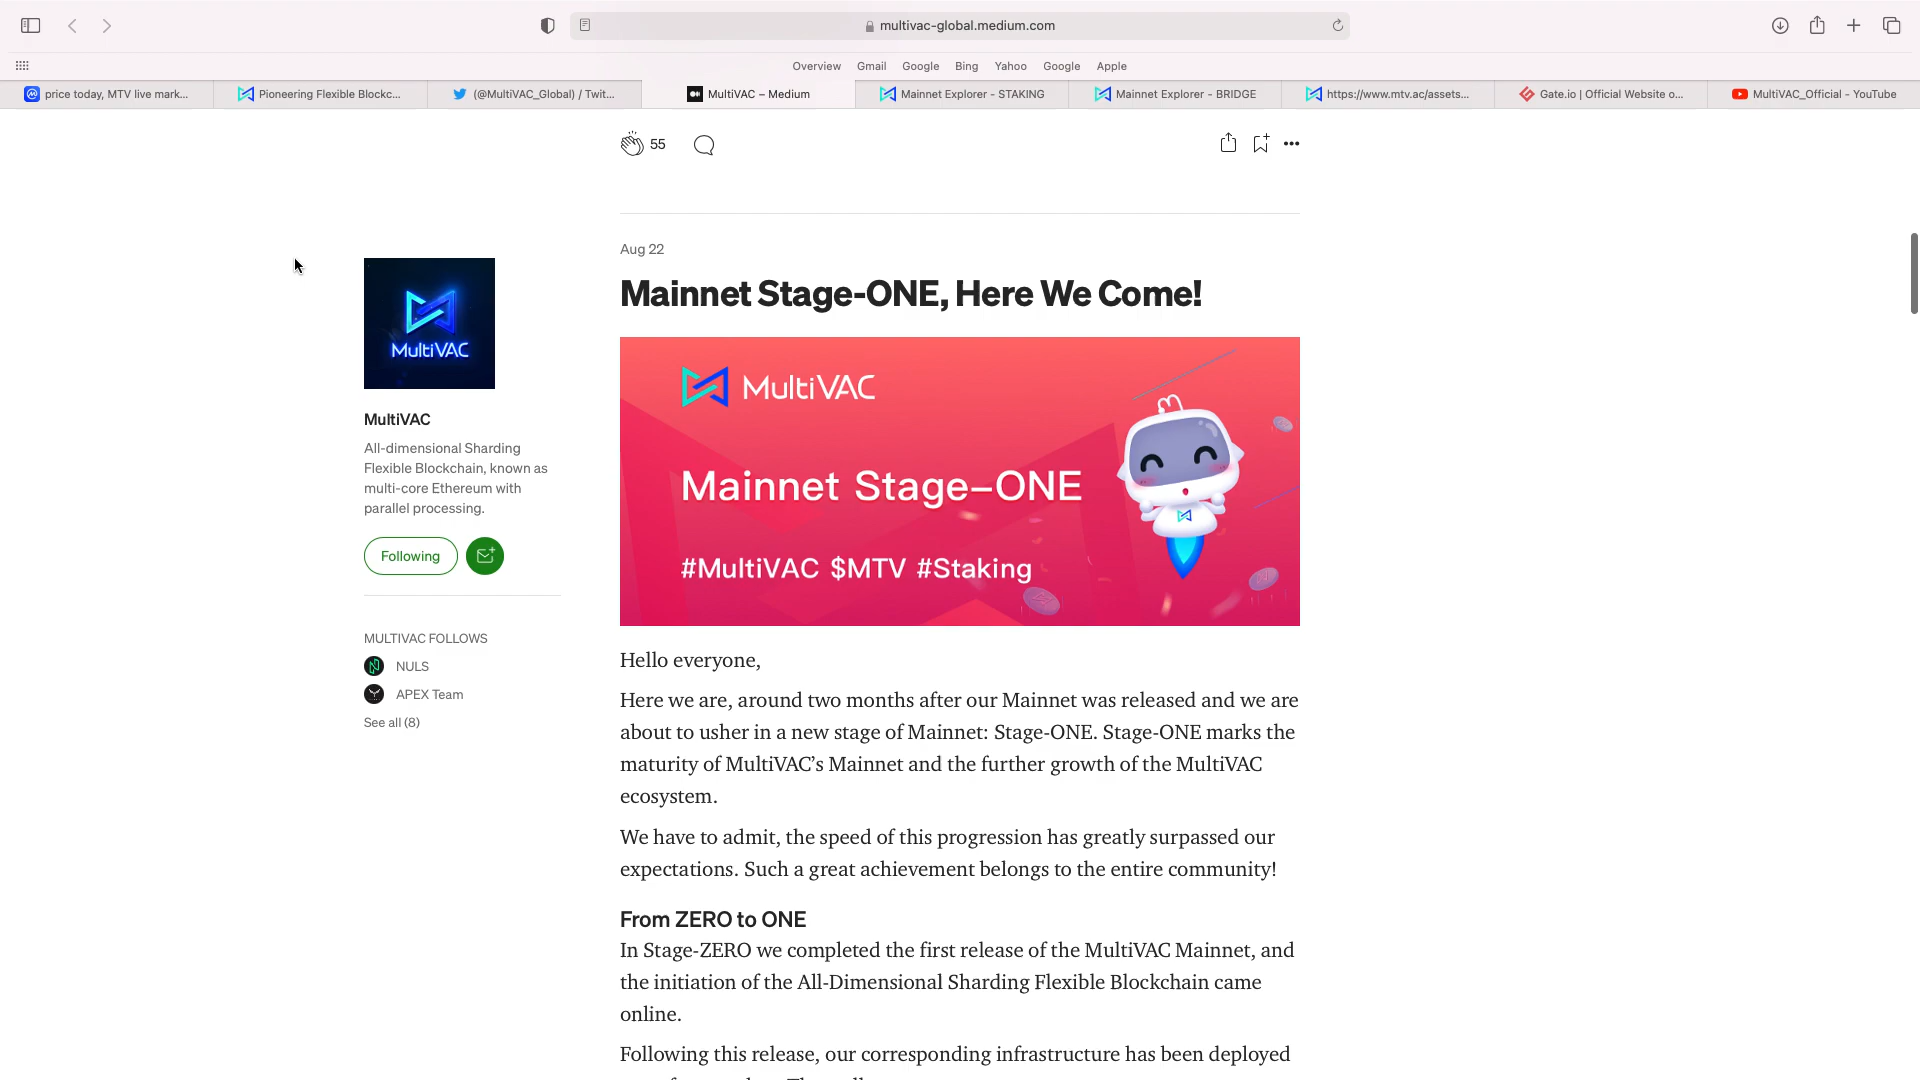 multivac-global.medium.com
Overview Gmail Google Bing Yahoo Google Apple
price today, MTV live mark... Pioneering Flexible Blockc... (@MultiVAC_Global) / Twit... MultiVAC – Medium Mainnet Explorer - STAKING Mainnet Explorer - BRIDGE https://www.mtv.ac/assets... Gate.io | Official Website o... MultiVAC_Official - YouTube
55
Aug 22
Mainnet Stage-ONE, Here We Come!
MultiVAC
MultiVAC
All-dimensional Sharding
Flexible Blockchain, known as
multi-core Ethereum with
parallel processing.
Following
MULTIVAC FOLLOWS
NULS
APEX Team
See all (8)
MultiVAC
Mainnet Stage–ONE
#MultiVAC $MTV #Staking
Hello everyone,
Here we are, around two months after our Mainnet was released and we are
about to usher in a new stage of Mainnet: Stage-ONE. Stage-ONE marks the
maturity of MultiVAC’s Mainnet and the further growth of the MultiVAC
ecosystem.
We have to admit, the speed of this progression has greatly surpassed our
expectations. Such a great achievement belongs to the entire community!
From ZERO to ONE
In Stage-ZERO we completed the first release of the MultiVAC Mainnet, and
the initiation of the All-Dimensional Sharding Flexible Blockchain came
online.
Following this release, our corresponding infrastructure has been deployed